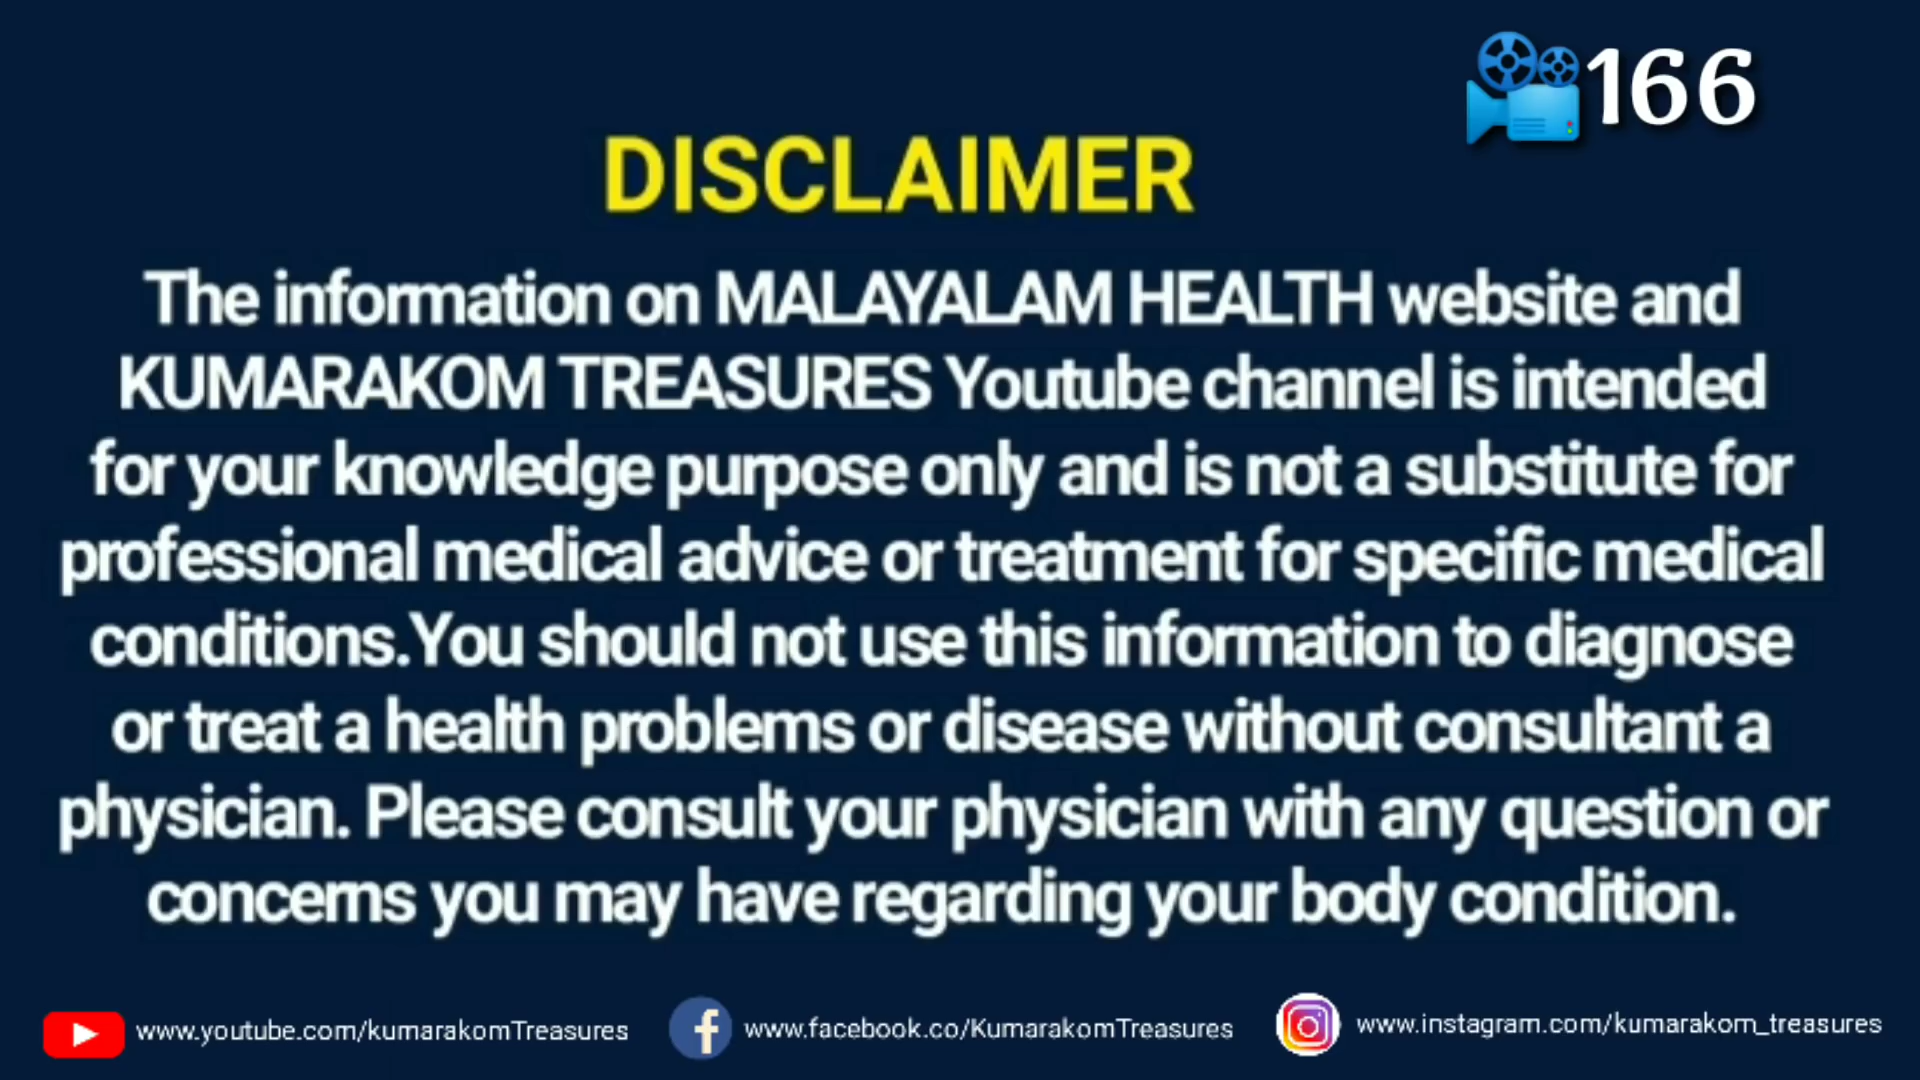 166
DISCLAIMER
The information on MALAYALAM HEALTH website and
KUMARAKOM TREASURES Youtube channel is intended
for your knowledge purpose only and is not a substitute for
professional medical advice or treatment for specific medical
conditions.You should not use this information to diagnose
or treat a health problems or disease without consultant a
physician. Please consult your physician with any question or
concerns you may have regarding your body condition.
www.youtube.com/kumarakomTreasures
www.facebook.co/KumarakomTreasures
www.instagram.com/kumarakom_treasures